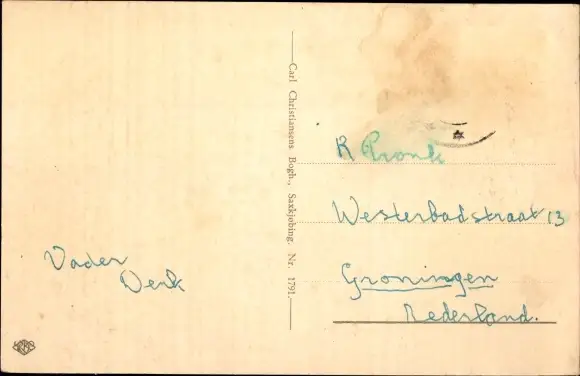 Vader
Derk
Carl Christiansens Bogh., Saxkjøbing. Nr. 1791.
R Pronk
Westerbadstraat 13
Groningen
Nederland.